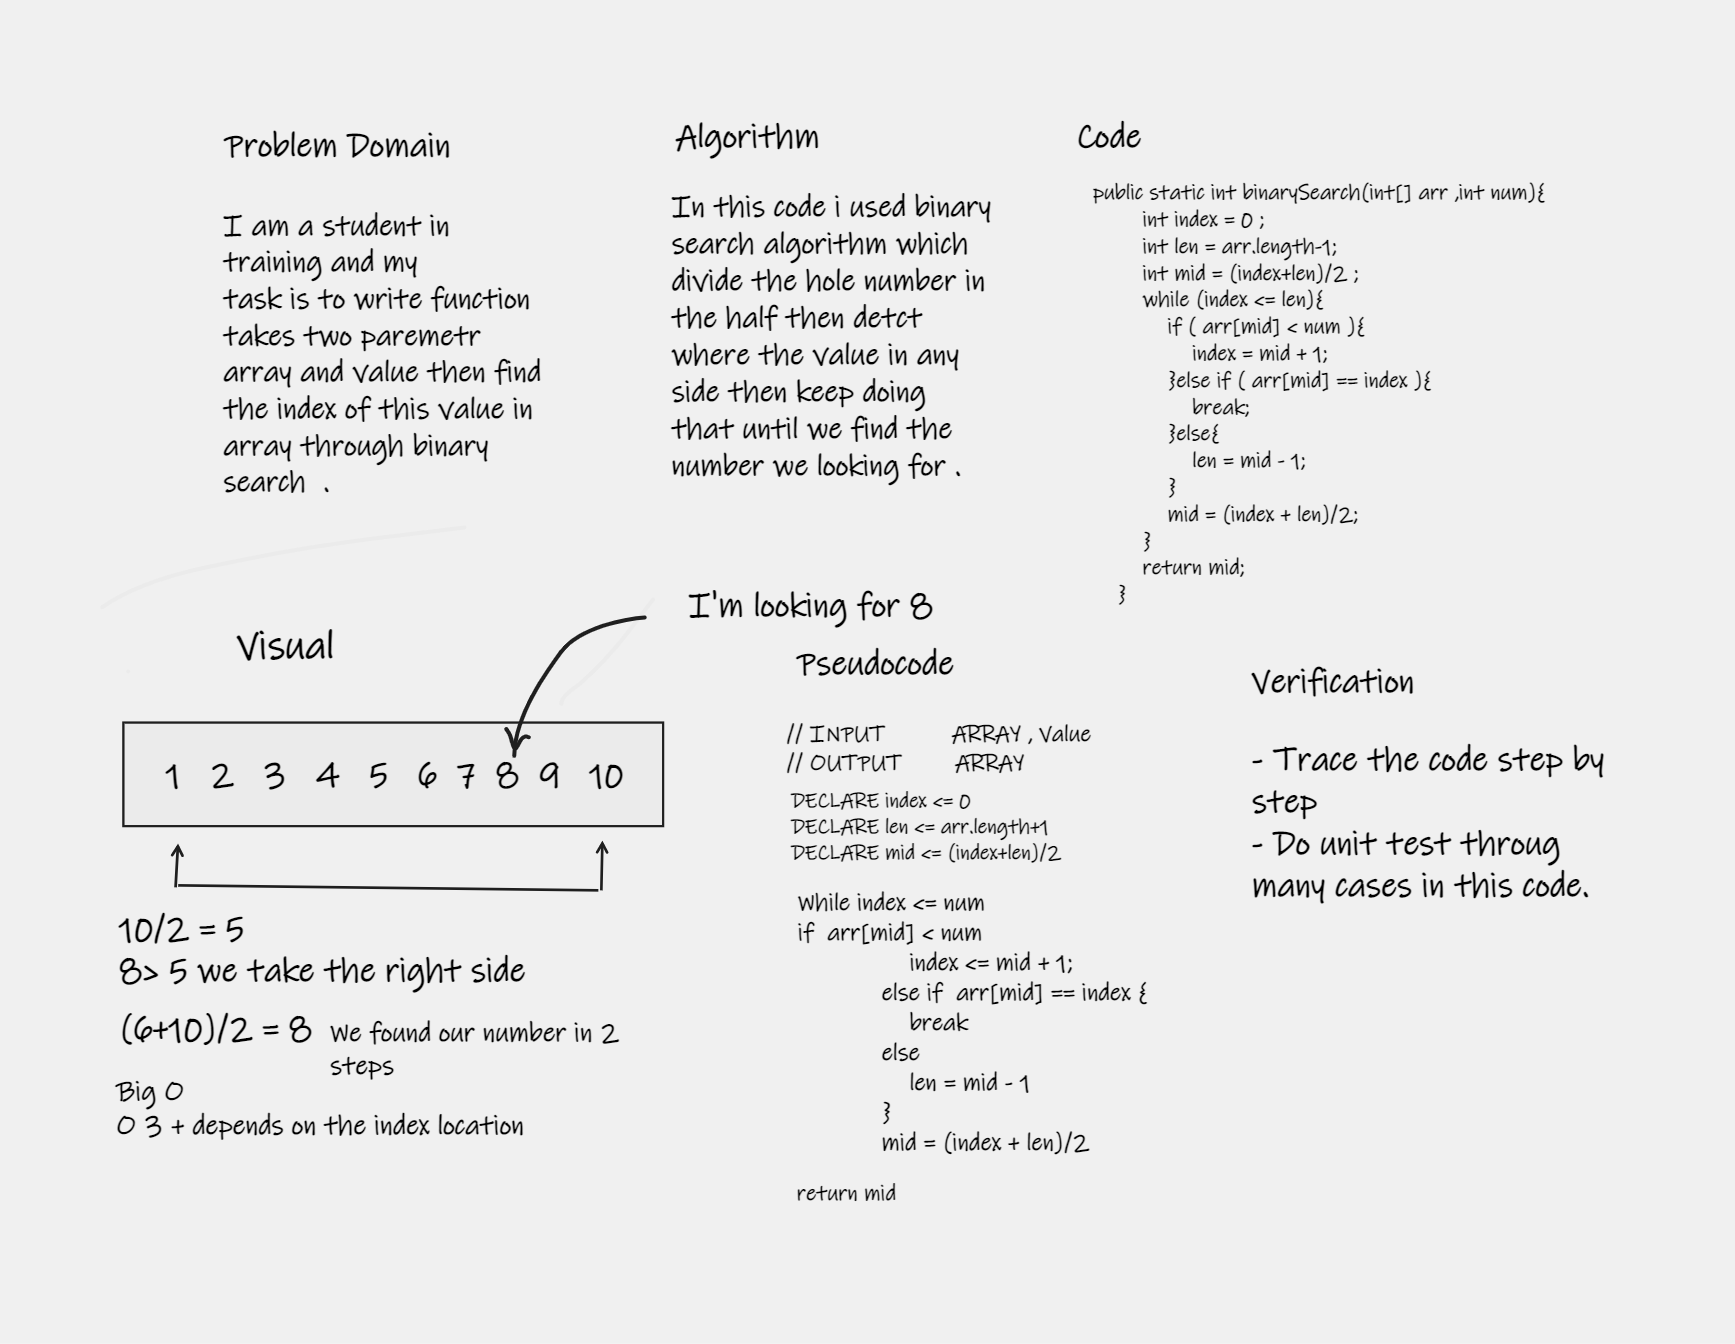 Problem Domain
I am a student in
training and my
task is to write function
takes two paremetr
array and value then find
the index of this value in
array through binary
search .
Algorithm
In this code i used binary
search algorithm which
divide the hole number in
the half then detct
where the value in any
side then keep doing
that until we find the
number we looking for .
Code
public static int binarySearch(int[] arr ,int num){
int index = 0 ;
int len = arr.length-1;
int mid = (index+len)/2 ;
while (index <= len){
if ( arr[mid] < num ){
index = mid + 1;
}else if ( arr[mid] == index ){
break;
}else{
len = mid - 1;
}
mid = (index + len)/2;
}
return mid;
}
Visual
I'm looking for 8
1 2 3 4 5 6 7 8 9 10
10/2 = 5
8> 5 we take the right side
(6+10)/2 = 8 We found our number in 2
steps
Big O
O 3 + depends on the index location
Pseudocode
// INPUT ARRAY , Value
// OUTPUT ARRAY
DECLARE index <= 0
DECLARE len <= arr.length+1
DECLARE mid <= (index+len)/2
While index <= num
if arr[mid] < num
index <= mid + 1;
else if arr[mid] == index {
break
else
len = mid - 1
}
mid = (index + len)/2
return mid
Verification
- Trace the code step by
step
- Do unit test throug
many cases in this code.